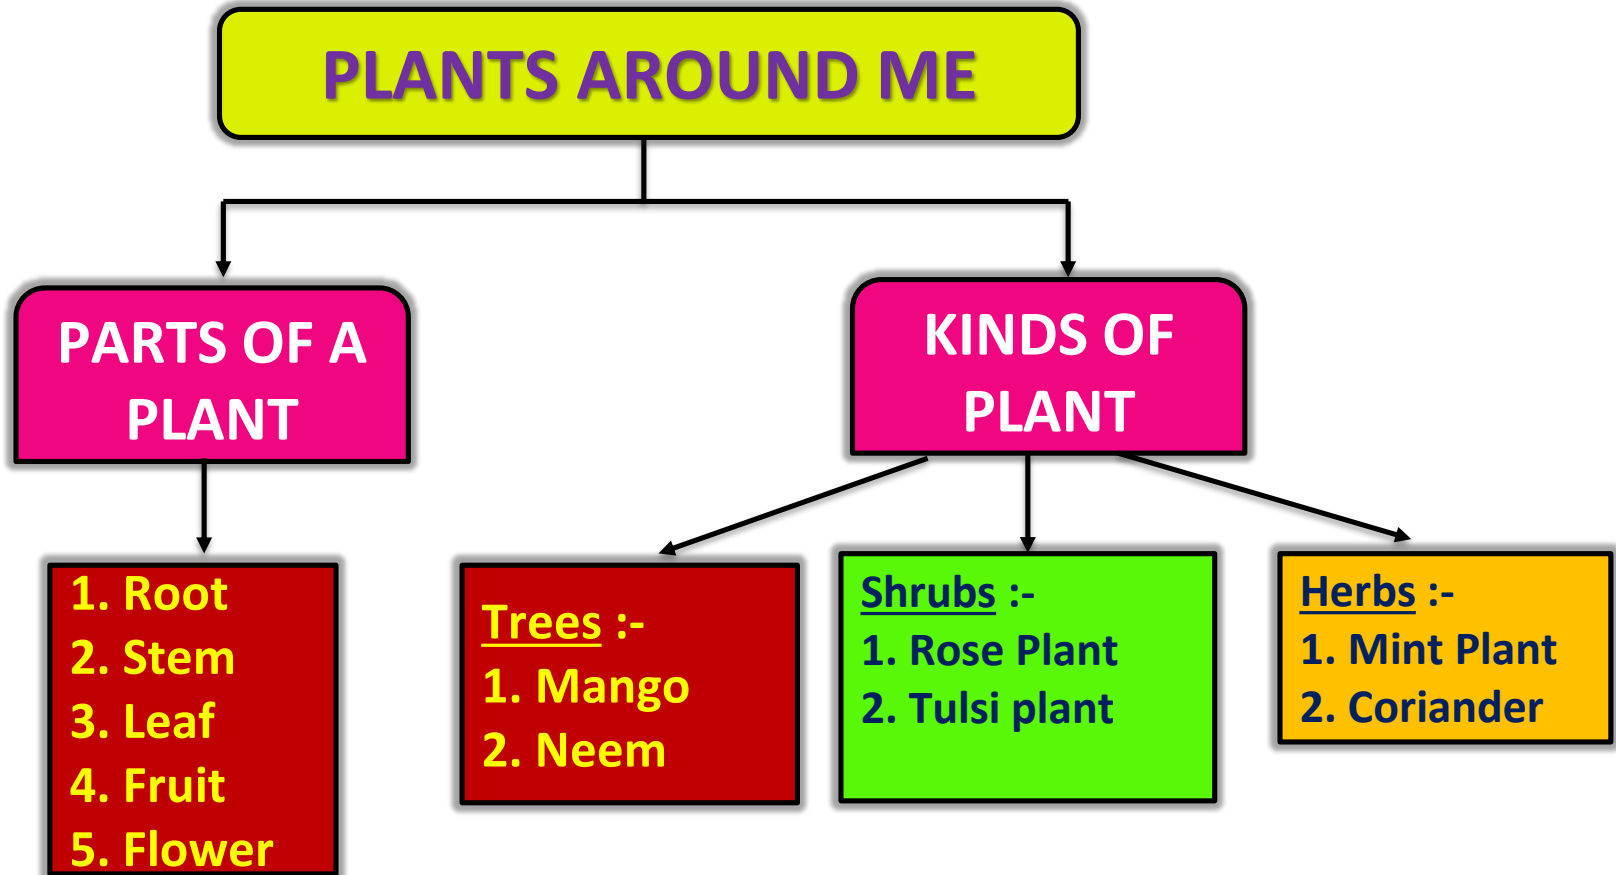 PLANTS AROUND ME
PARTS OF A
PLANT
KINDS OF
PLANT
1. Root
2. Stem
3. Leaf
4. Fruit
5. Flower
Trees :-
1. Mango
2. Neem
Shrubs :-
1. Rose Plant
2. Tulsi plant
Herbs :-
1. Mint Plant
2. Coriander